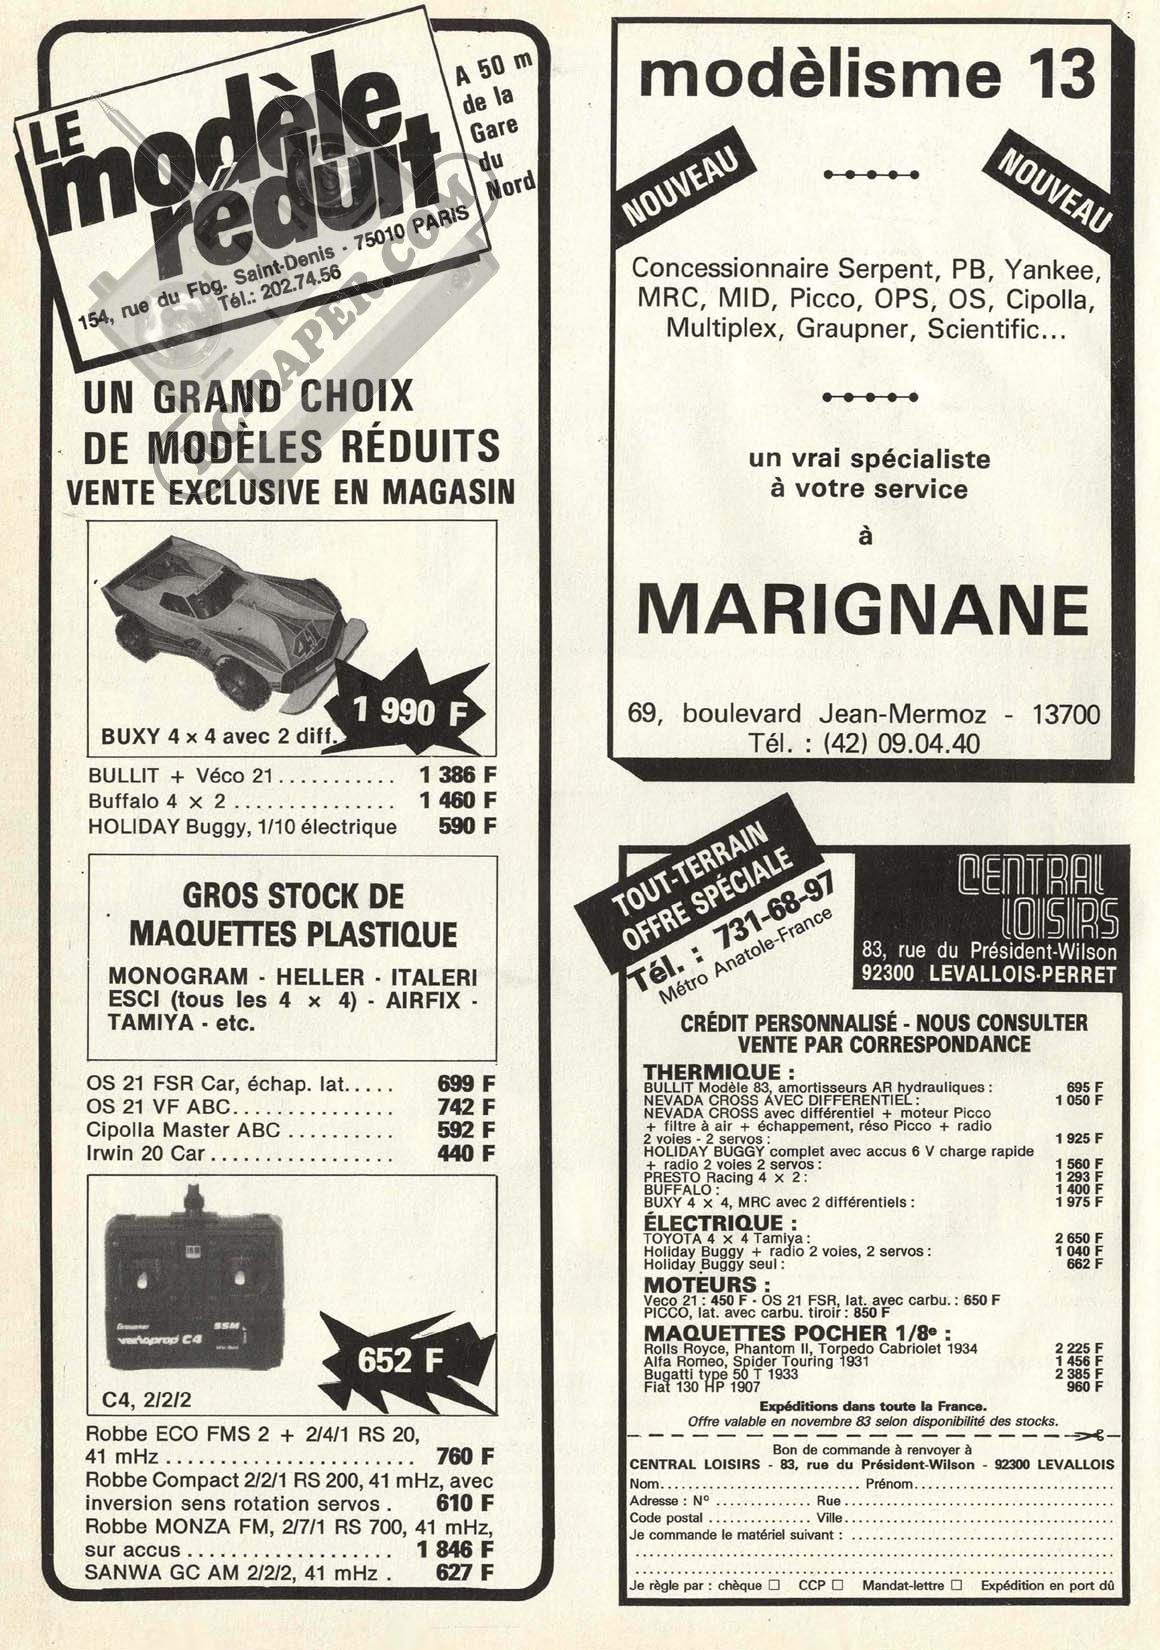 LE
modèle
réduit
154, rue du Fbg. Saint-Denis - 75010 PARIS
Tél.: 202.74.56
A 50 m
de la
Gare
du
Nord
RC-PAPER.COM
UN GRAND CHOIX
DE MODÈLES RÉDUITS
VENTE EXCLUSIVE EN MAGASIN
41
1 990 F
BUXY 4 × 4 avec 2 diff.
BULLIT + Véco 21........... 1 386 F
Buffalo 4 × 2 ............... 1 460 F
HOLIDAY Buggy, 1/10 électrique 590 F
GROS STOCK DE
MAQUETTES PLASTIQUE
MONOGRAM - HELLER - ITALERI
ESCI (tous les 4 × 4) - AIRFIX -
TAMIYA - etc.
OS 21 FSR Car, échap. lat..... 699 F
OS 21 VF ABC............... 742 F
Cipolla Master ABC .......... 592 F
Irwin 20 Car................. 440 F
Graupner SSM
varioprop C4
652 F
C4, 2/2/2
Robbe ECO FMS 2 + 2/4/1 RS 20,
41 mHz ..................... 760 F
Robbe Compact 2/2/1 RS 200, 41 mHz, avec
inversion sens rotation servos . 610 F
Robbe MONZA FM, 2/7/1 RS 700, 41 mHz,
sur accus ................... 1 846 F
SANWA GC AM 2/2/2, 41 mHz . 627 F
modèlisme 13
NOUVEAU
NOUVEAU
Concessionnaire Serpent, PB, Yankee,
MRC, MID, Picco, OPS, OS, Cipolla,
Multiplex, Graupner, Scientific...
un vrai spécialiste
à votre service
à
MARIGNANE
69, boulevard Jean-Mermoz - 13700
Tél. : (42) 09.04.40
TOUT-TERRAIN
OFFRE SPÉCIALE
Tél. : 731-68-97
Métro Anatole-France
CENTRAL
LOISIRS
83, rue du Président-Wilson
92300 LEVALLOIS-PERRET
CRÉDIT PERSONNALISÉ - NOUS CONSULTER
VENTE PAR CORRESPONDANCE
THERMIQUE :
BULLIT Modèle 83, amortisseurs AR hydrauliques : 695 F
NEVADA CROSS AVEC DIFFERENTIEL : 1 050 F
NEVADA CROSS avec différentiel + moteur Picco
+ filtre à air + échappement, réso Picco + radio
2 voies - 2 servos : 1 925 F
HOLIDAY BUGGY complet avec accus 6 V charge rapide
+ radio 2 voies 2 servos : 1 560 F
PRESTO Racing 4 × 2 : 1 293 F
BUFFALO : 1 400 F
BUXY 4 × 4, MRC avec 2 différentiels : 1 975 F
ÉLECTRIQUE :
TOYOTA 4 × 4 Tamiya : 2 650 F
Holiday Buggy + radio 2 voies, 2 servos : 1 040 F
Holiday Buggy seul : 662 F
MOTEURS :
Veco 21 : 450 F - OS 21 FSR, lat. avec carbu. : 650 F
PICCO, lat. avec carbu. tiroir : 850 F
MAQUETTES POCHER 1/8e :
Rolls Royce, Phantom II, Torpedo Cabriolet 1934 2 225 F
Alfa Romeo, Spider Touring 1931 1 456 F
Bugatti type 50 T 1933 2 385 F
Fiat 130 HP 1907 960 F
Expéditions dans toute la France.
Offre valable en novembre 83 selon disponibilité des stocks.
Bon de commande à renvoyer à
CENTRAL LOISIRS - 83, rue du Président-Wilson - 92300 LEVALLOIS
Nom............................ Prénom............................
Adresse : N° .............. Rue ......................................
Code postal ............... Ville......................................
Je commande le matériel suivant : ......................................
Je règle par : chèque □ CCP □ Mandat-lettre □ Expédition en port dû